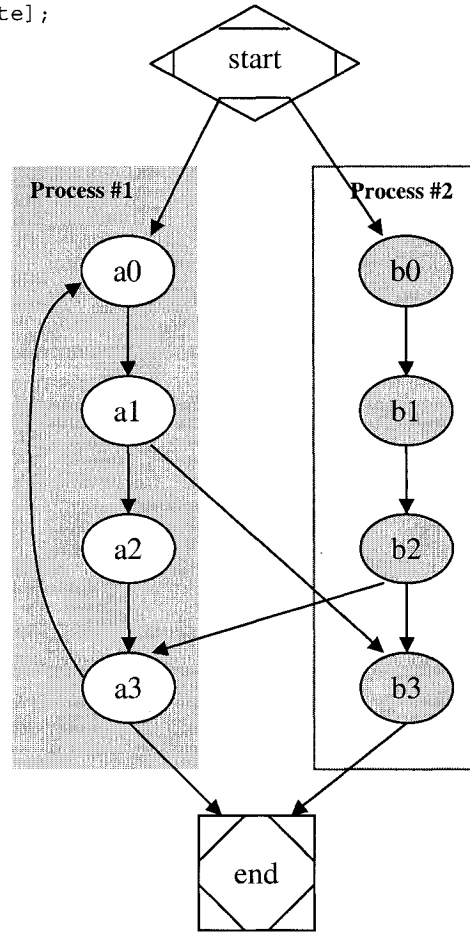 te];
start
Process #1
Process #2
a0
b0
a1
b1
a2
b2
a3
b3
end